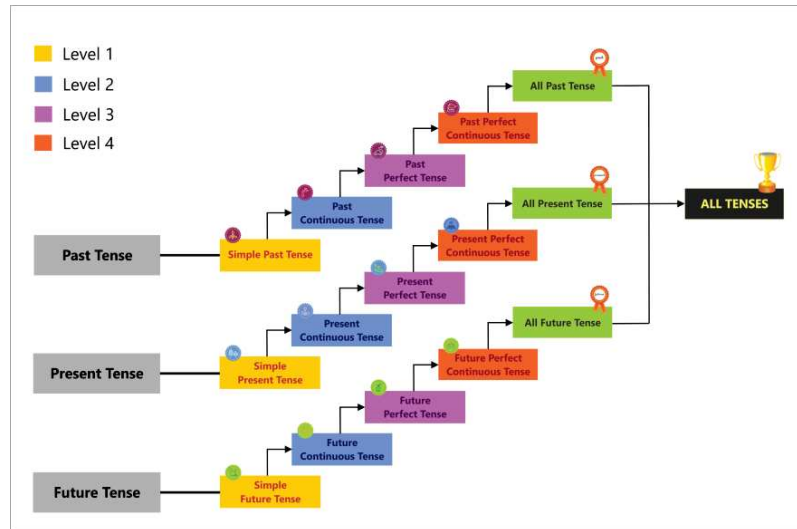 Level 1
Level 2
Level 3
Level 4
All Past Tense
Past Perfect
Continuous Tense
Past
Perfect Tense
Past
Continuous Tense
Simple Past Tense
Past Tense
ALL TENSES
All Present Tense
Present Perfect
Continuous Tense
Present
Perfect Tense
Present
Continuous Tense
Simple
Present Tense
Present Tense
All Future Tense
Future Perfect
Continuous Tense
Future
Perfect Tense
Future
Continuous Tense
Simple
Future Tense
Future Tense